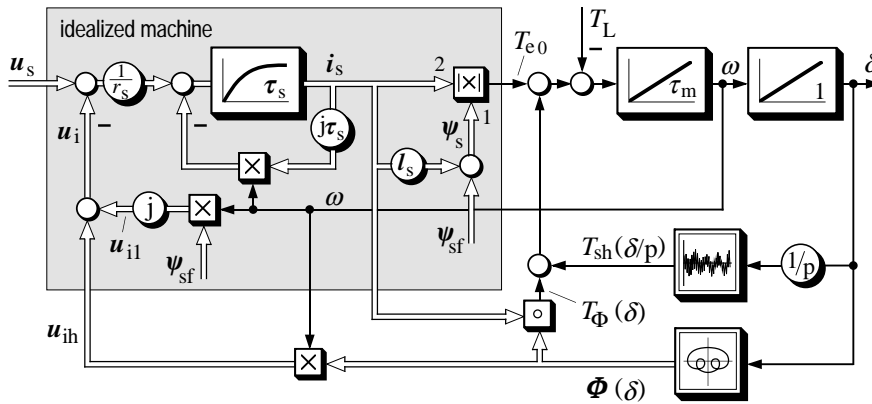 idealized machine
T_L
u_s
1/r_s
τ_s
i_s
2
|×|
T_e0
τ_m
ω
1
δ
u_i
jτ_s
ψ_s
1
×
l_s
j
×
ω
u_i1
ψ_sf
ψ_sf
T_sh(δ/p)
1/p
u_ih
T_Φ(δ)
×
Φ(δ)